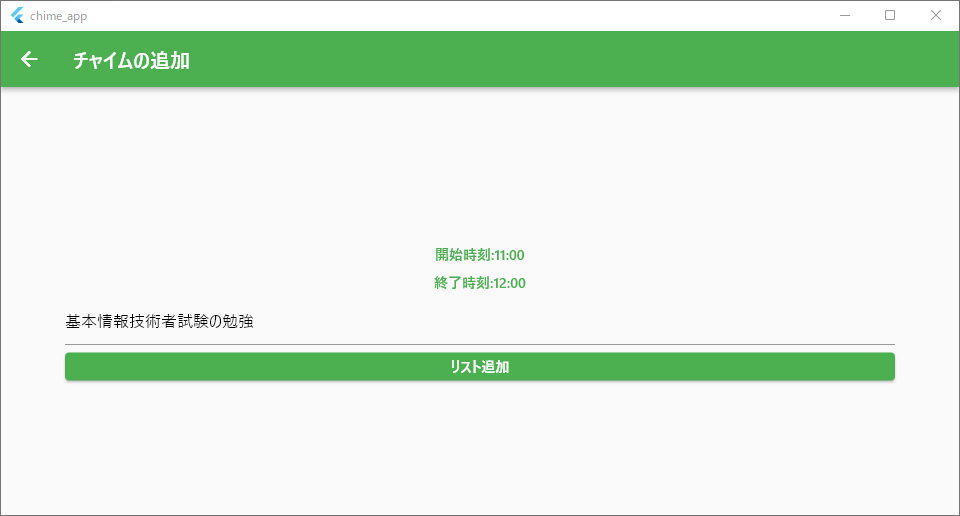 chime_app
チャイムの追加
開始時刻:11:00
終了時刻:12:00
基本情報技術者試験の勉強
リスト追加